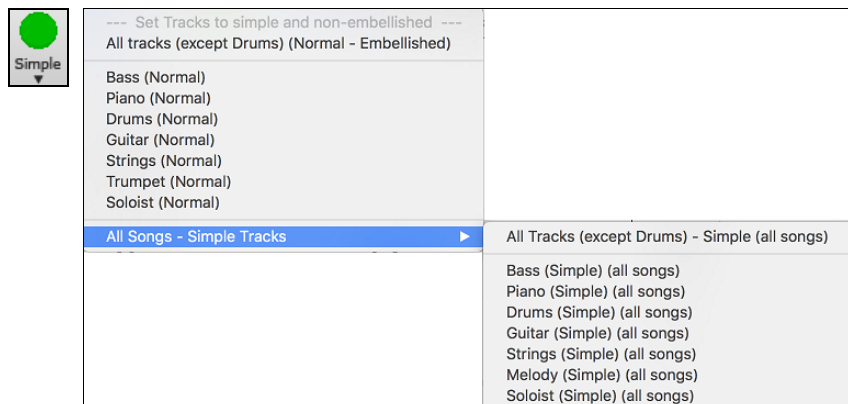 Simple
--- Set Tracks to simple and non-embellished ---
All tracks (except Drums) (Normal - Embellished)
Bass (Normal)
Piano (Normal)
Drums (Normal)
Guitar (Normal)
Strings (Normal)
Trumpet (Normal)
Soloist (Normal)
All Songs - Simple Tracks
All Tracks (except Drums) - Simple (all songs)
Bass (Simple) (all songs)
Piano (Simple) (all songs)
Drums (Simple) (all songs)
Guitar (Simple) (all songs)
Strings (Simple) (all songs)
Melody (Simple) (all songs)
Soloist (Simple) (all songs)